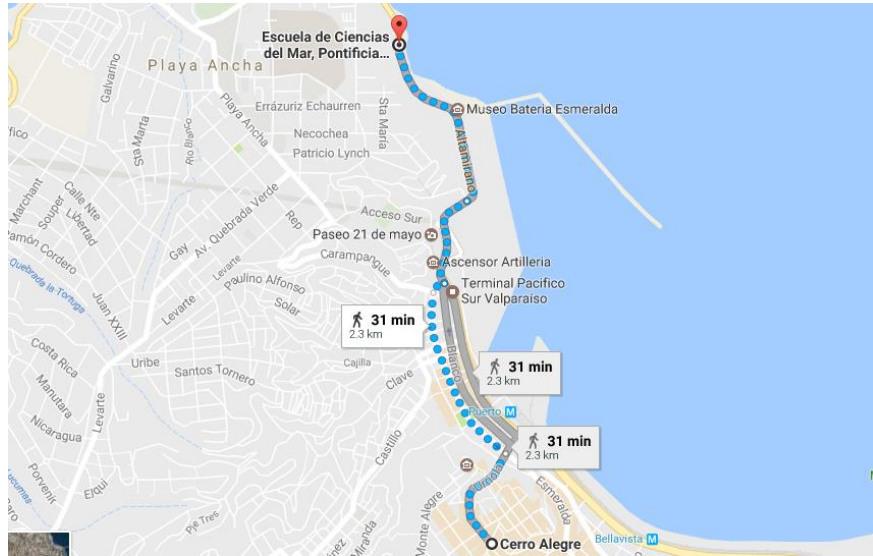 Escuela de Ciencias
del Mar, Pontificia...
Playa Ancha
Galvarino
Errázuriz Echaurren
Playa Ancha
Sta María
Museo Bateria Esmeralda
Necochea
Sta Marta
Río Blanco
Patricio Lynch
Altamirano
Marchant
Souper
Calle Nte
Libertad
Av. Quebrada Verde
Rep
Acceso Sur
Gay
Paseo 21 de mayo
Ramón Cordero
Levarte
Carampangue
Ascensor Artilleria
Quebrada la Tortuga
Paulino Alfonso
Terminal Pacifico
Sur Valparaíso
Juan XXIII
Levarte
Solar
31 min
2.3 km
Blanco
Costa Rica
Uribe
Cajilla
Santos Tornero
Clave
31 min
2.3 km
Manutara
Levarte
Puerto M
Nicaragua
Castillo
31 min
2.3 km
Urriola
Porvenir
Elqui
Monte Alegre
Esmeralda
Pje Tres
Miranda
Cerro Alegre
Bellavista M